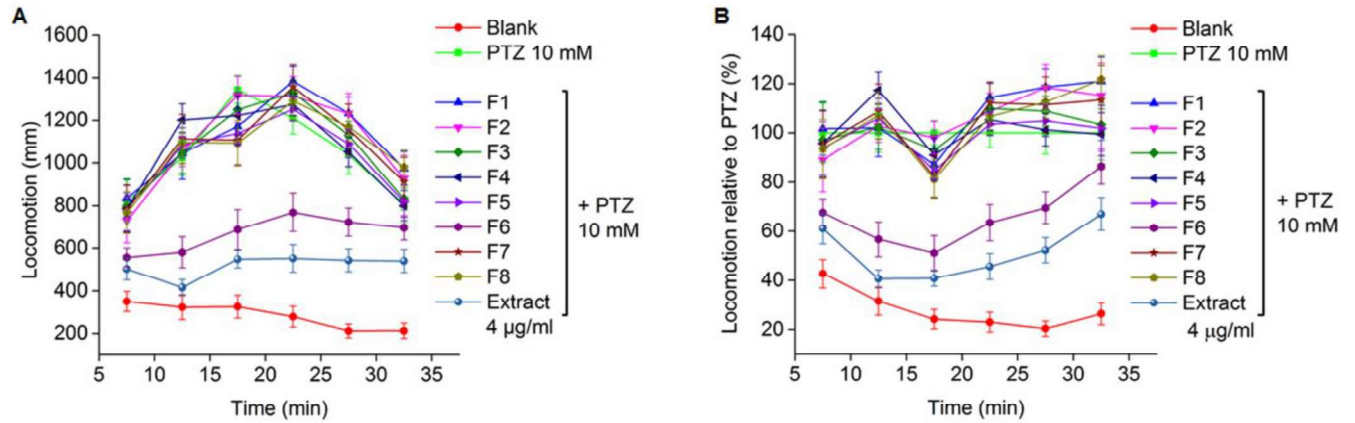 A
Locomotion (mm)
1600
1400
1200
1000
800
600
400
200
5 10 15 20 25 30 35
Time (min)
Blank
PTZ 10 mM
F1
F2
F3
F4
F5
F6
F7
F8
Extract
4 µg/ml
+ PTZ
10 mM
B
Locomotion relative to PTZ (%)
140
120
100
80
60
40
20
5 10 15 20 25 30 35
Time (min)
Blank
PTZ 10 mM
F1
F2
F3
F4
F5
F6
F7
F8
Extract
4 µg/ml
+ PTZ
10 mM